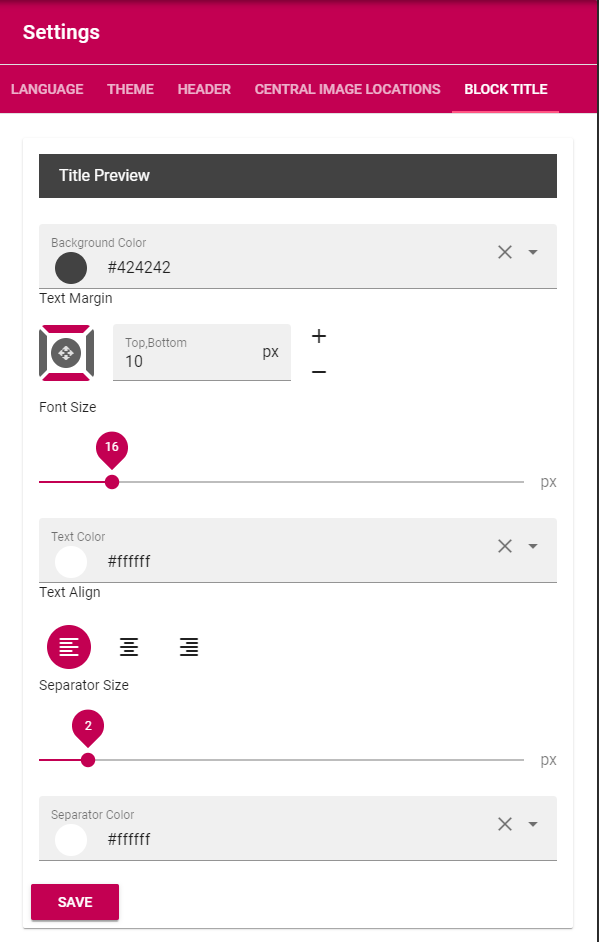 Settings
LANGUAGE THEME HEADER CENTRAL IMAGE LOCATIONS BLOCK TITLE
Title Preview
Background Color
#424242
Text Margin
Top,Bottom
10 px
Font Size
16
px
Text Color
#ffffff
Text Align
Separator Size
2
px
Separator Color
#ffffff
SAVE